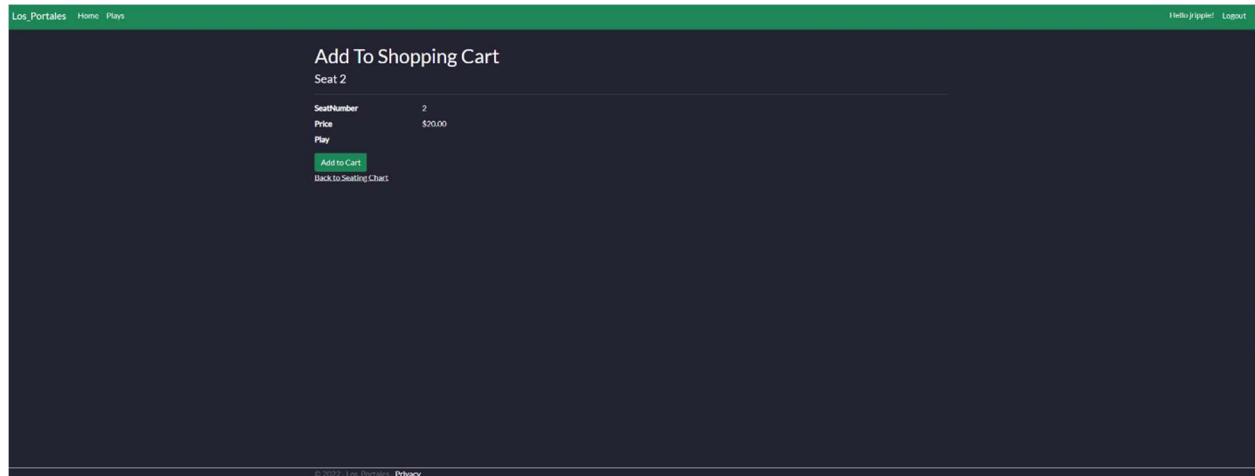 Los_Portales Home Plays Hello jrippie! Logout
Add To Shopping Cart
Seat 2
SeatNumber 2
Price $20.00
Play
Add to Cart
Back to Seating Chart
© 2022 - Los_Portales - Privacy